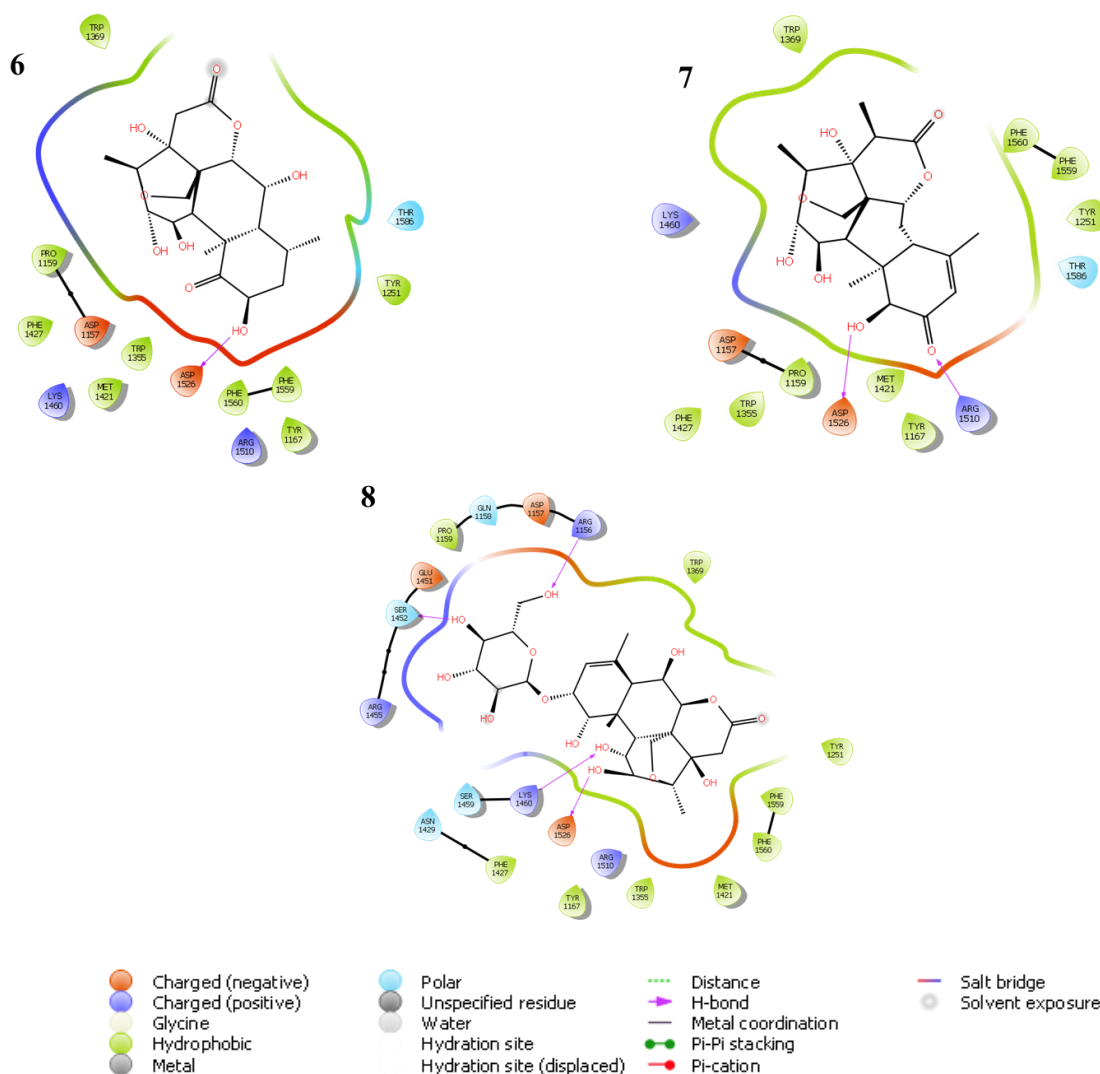 6
TRP
1369
O
HO
O
O
OH
OH
OH
O
HO
THR
1586
TYR
1251
PRO
1159
ASP
1157
PHE
1427
TRP
1355
LYS
1460
MET
1421
ASP
1526
PHE
1560
PHE
1559
ARG
1510
TYR
1167
7
TRP
1369
HO
O
O
O
HO
OH
HO
O
LYS
1460
PHE
1560
PHE
1559
TYR
1251
THR
1586
ASP
1157
PRO
1159
PHE
1427
TRP
1355
ASP
1526
MET
1421
TYR
1167
ARG
1510
8
PRO
1159
GLN
1158
ASP
1157
ARG
1156
GLU
1451
SER
1452
ARG
1455
TRP
1369
OH
HO
O
HO
HO
O
OH
O
O
HO
HO
HO
O
OH
TYR
1251
PHE
1559
PHE
1560
SER
1459
LYS
1460
ASN
1429
PHE
1427
ASP
1526
ARG
1510
TYR
1167
TRP
1355
MET
1421
Charged (negative)
Charged (positive)
Glycine
Hydrophobic
Metal
Polar
Unspecified residue
Water
Hydration site
Hydration site (displaced)
Distance
H-bond
Metal coordination
Pi-Pi stacking
Pi-cation
Salt bridge
Solvent exposure